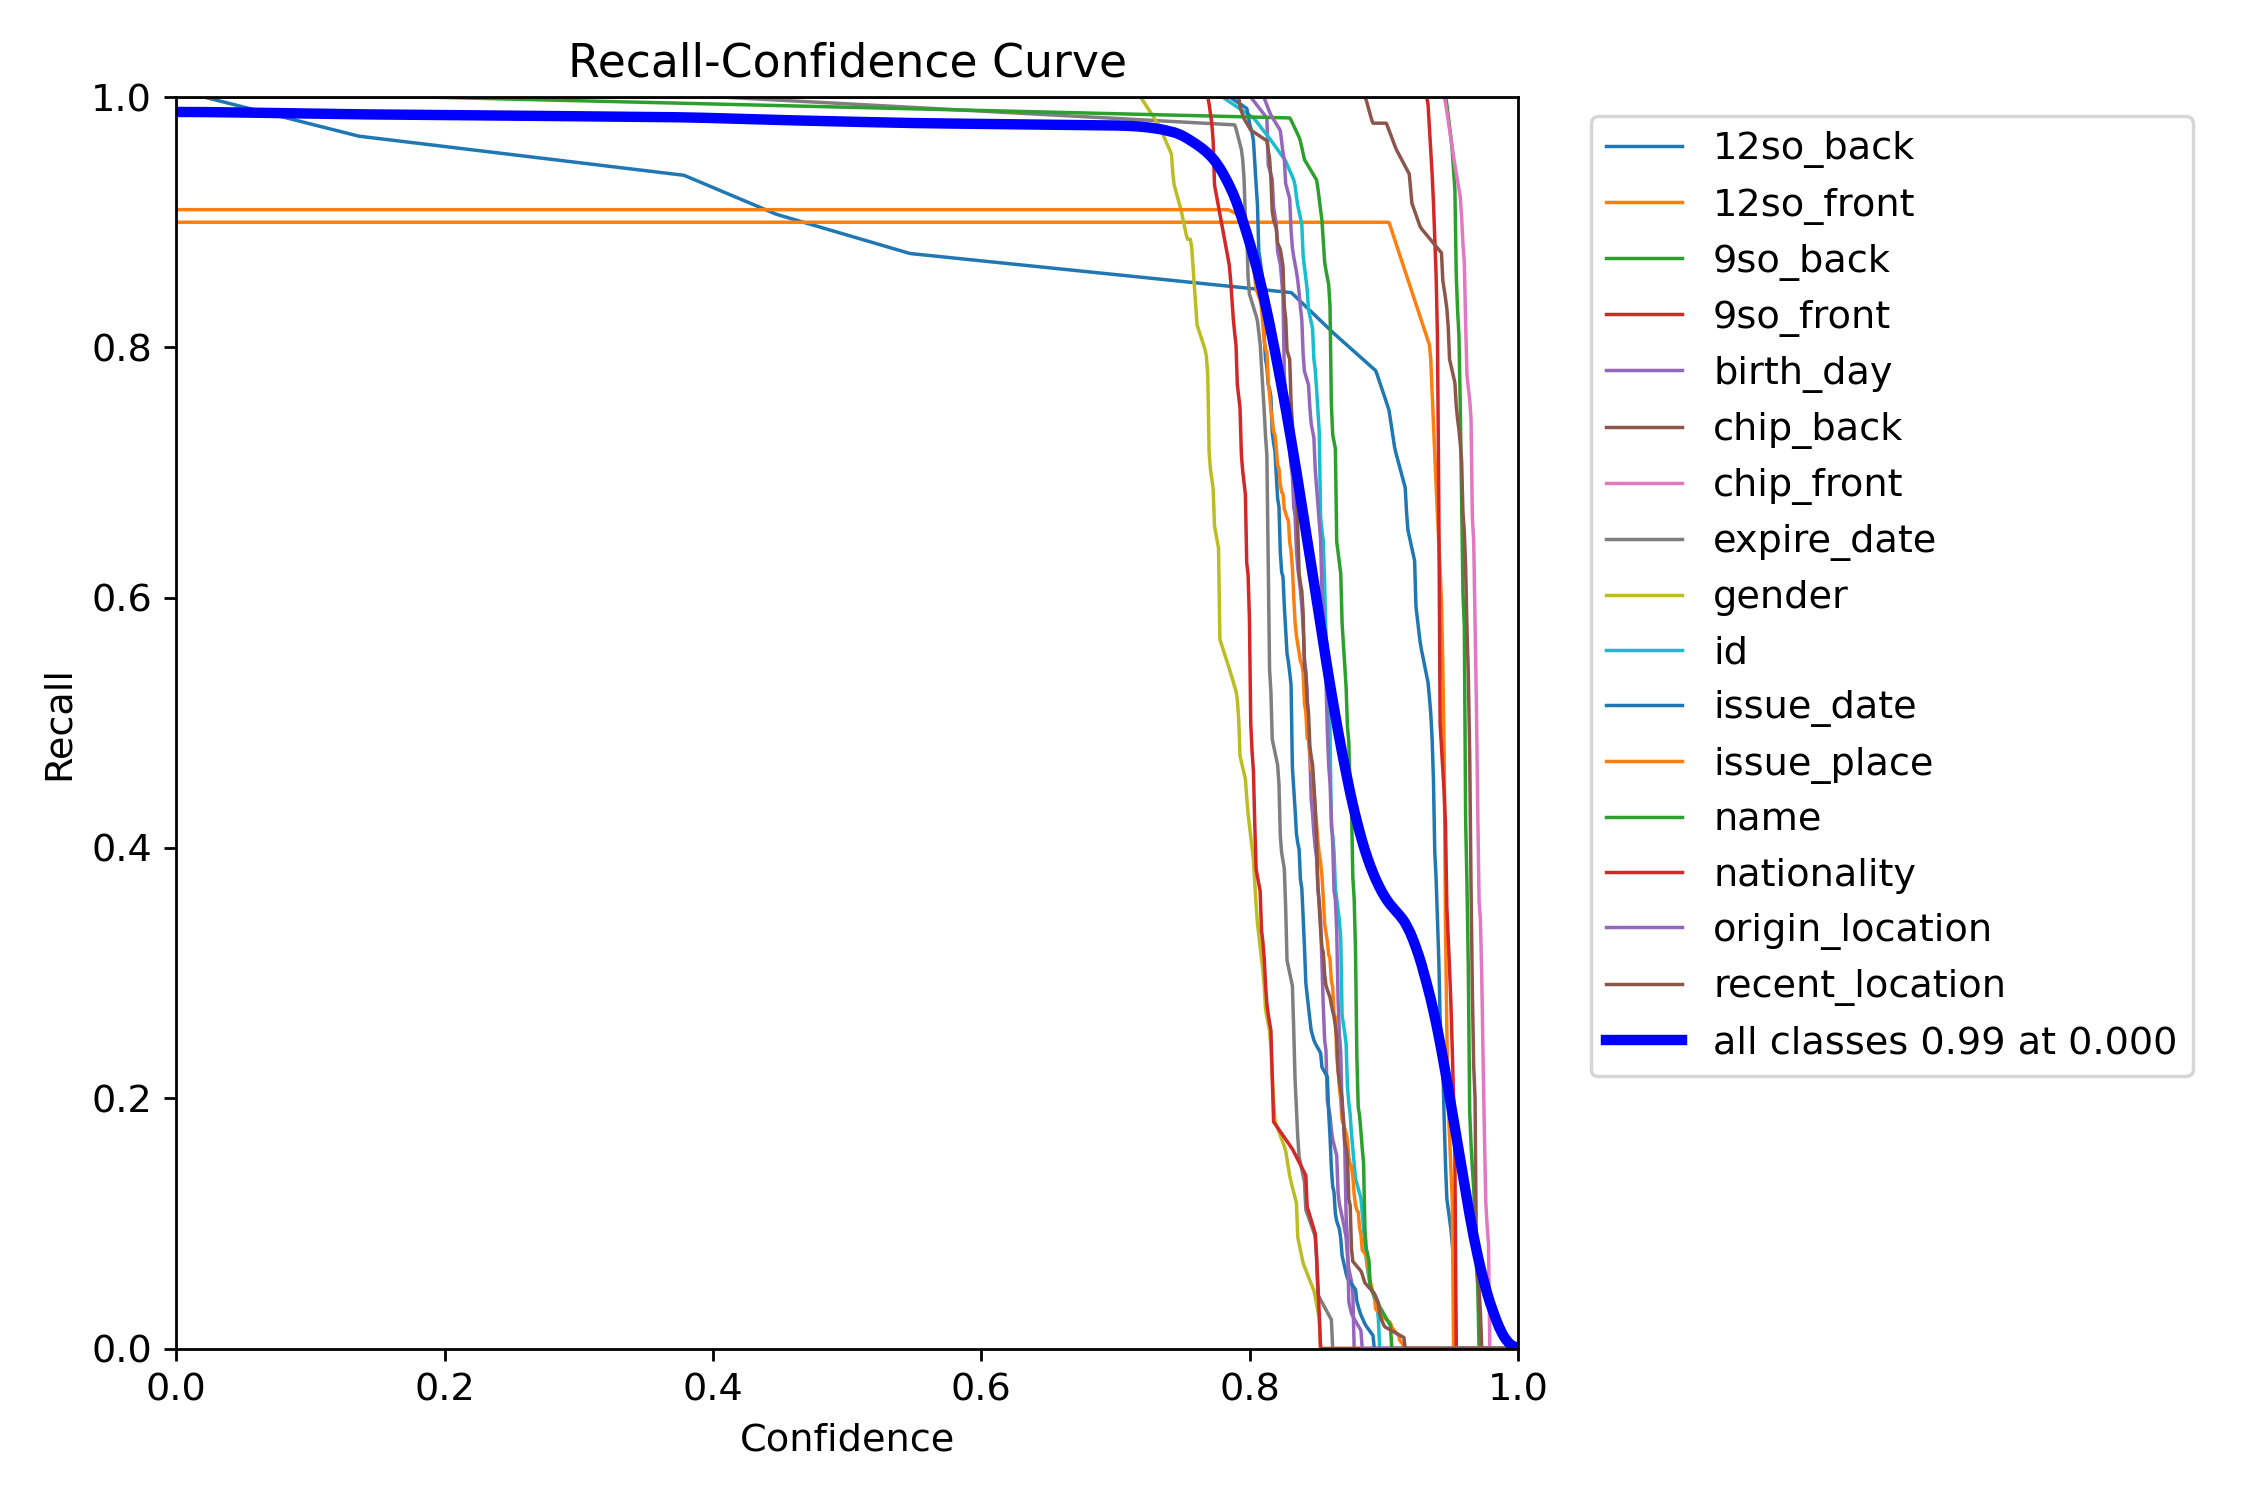 Recall-Confidence Curve
1.0
0.8
0.6
0.4
0.2
0.0
Recall
0.0 0.2 0.4 0.6 0.8 1.0
Confidence
12so_back
12so_front
9so_back
9so_front
birth_day
chip_back
chip_front
expire_date
gender
id
issue_date
issue_place
name
nationality
origin_location
recent_location
all classes 0.99 at 0.000